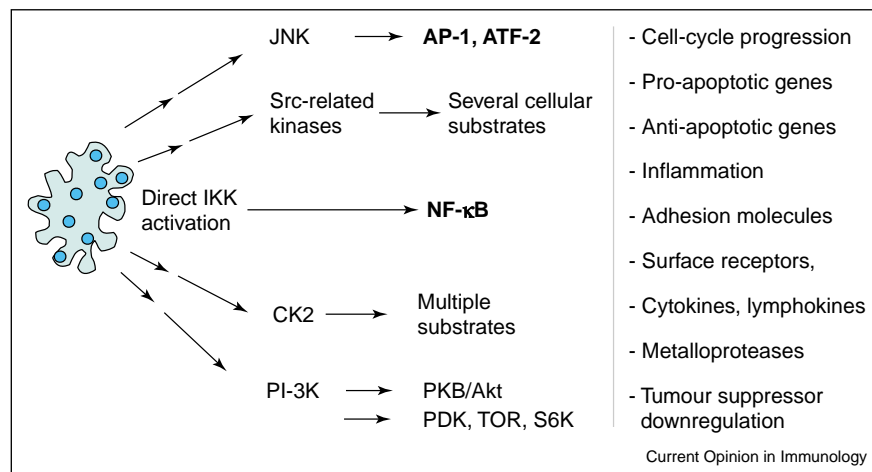 JNK
AP-1, ATF-2
Src-related
kinases
Several cellular
substrates
Direct IKK
activation
NF-κB
CK2
Multiple
substrates
PI-3K
PKB/Akt
PDK, TOR, S6K
- Cell-cycle progression
- Pro-apoptotic genes
- Anti-apoptotic genes
- Inflammation
- Adhesion molecules
- Surface receptors,
- Cytokines, lymphokines
- Metalloproteases
- Tumour suppressor
downregulation
Current Opinion in Immunology